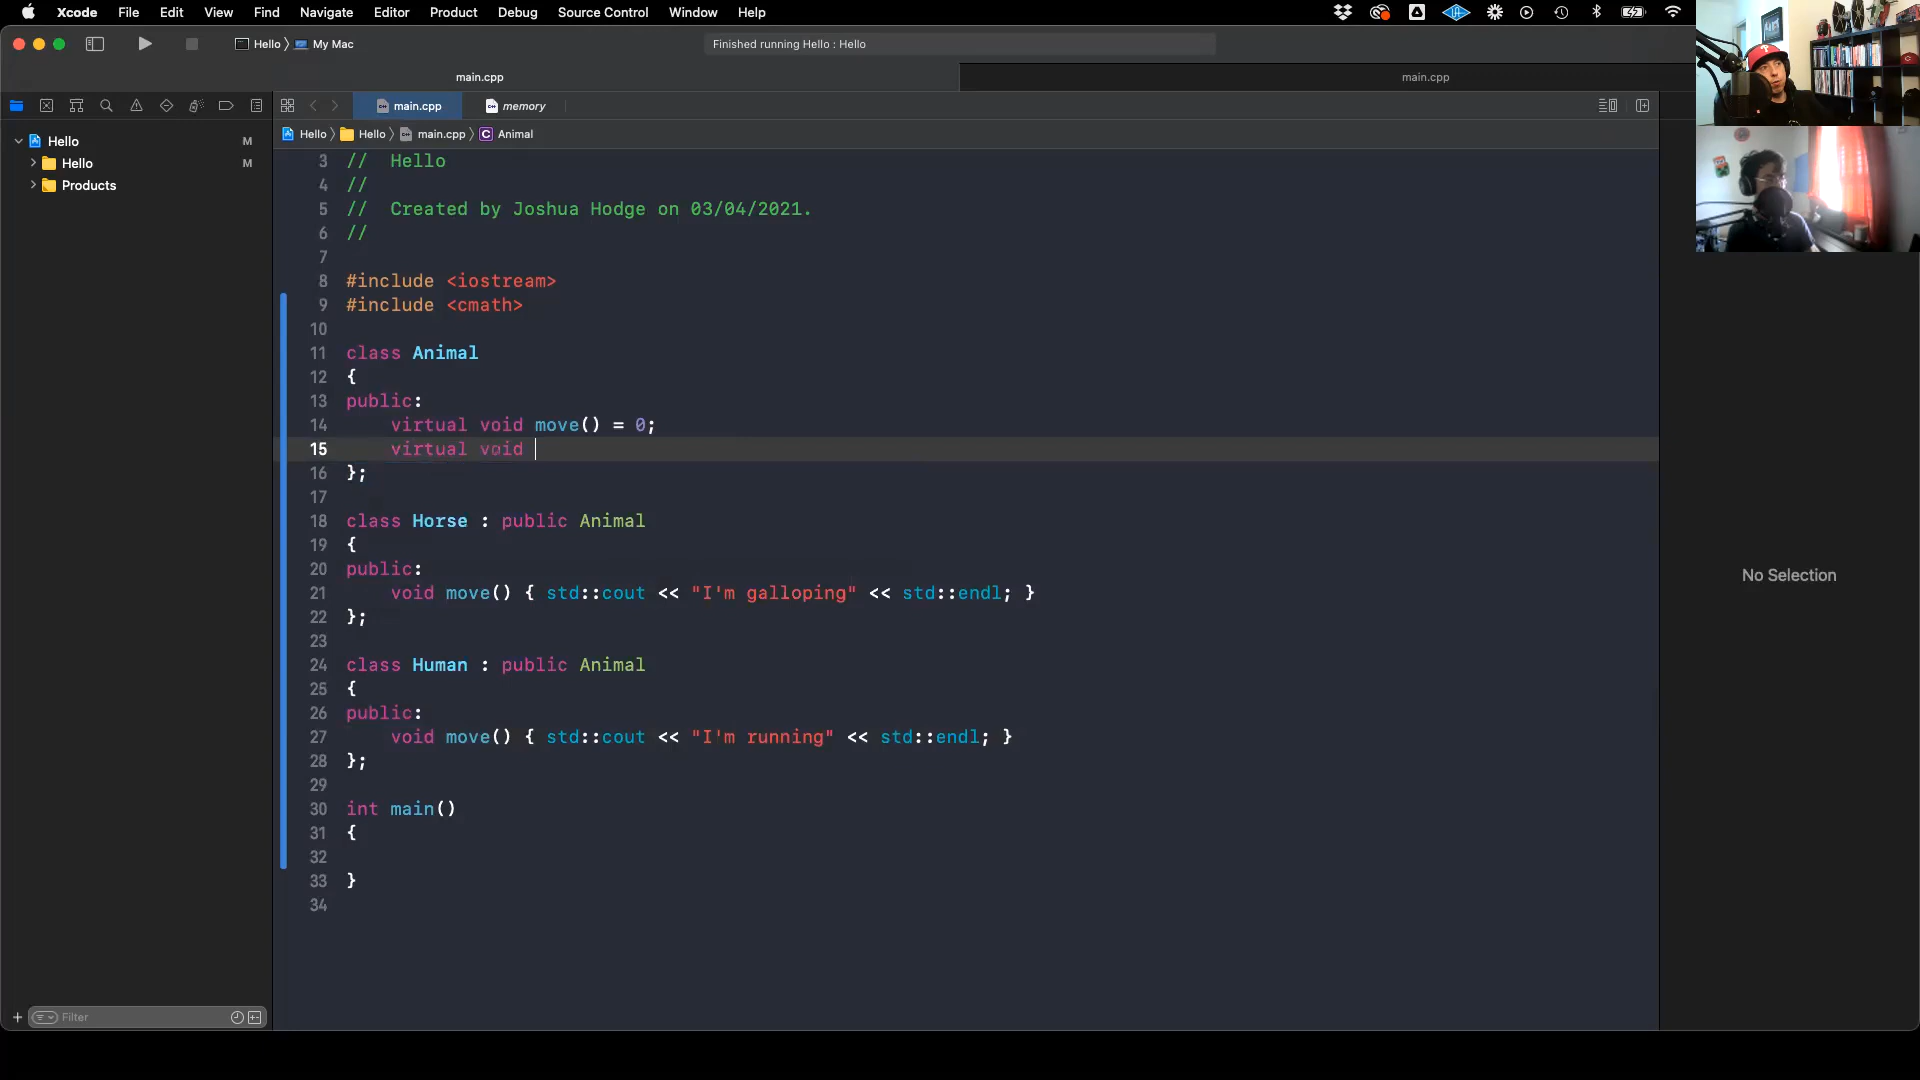 Xcode File Edit View Find Navigate Editor Product Debug Source Control Window Help
Hello My Mac
Finished running Hello : Hello
main.cpp
main.cpp
main.cpp
memory
Hello Hello main.cpp C Animal
Hello M
Hello M
Products
3 // Hello
4 //
5 // Created by Joshua Hodge on 03/04/2021.
6 //
7
8 #include <iostream>
9 #include <cmath>
10
11 class Animal
12 {
13 public:
14 virtual void move() = 0;
15 virtual void
16 };
17
18 class Horse : public Animal
19 {
20 public:
21 void move() { std::cout << "I'm galloping" << std::endl; }
22 };
23
24 class Human : public Animal
25 {
26 public:
27 void move() { std::cout << "I'm running" << std::endl; }
28 };
29
30 int main()
31 {
32
33 }
34
No Selection
Filter